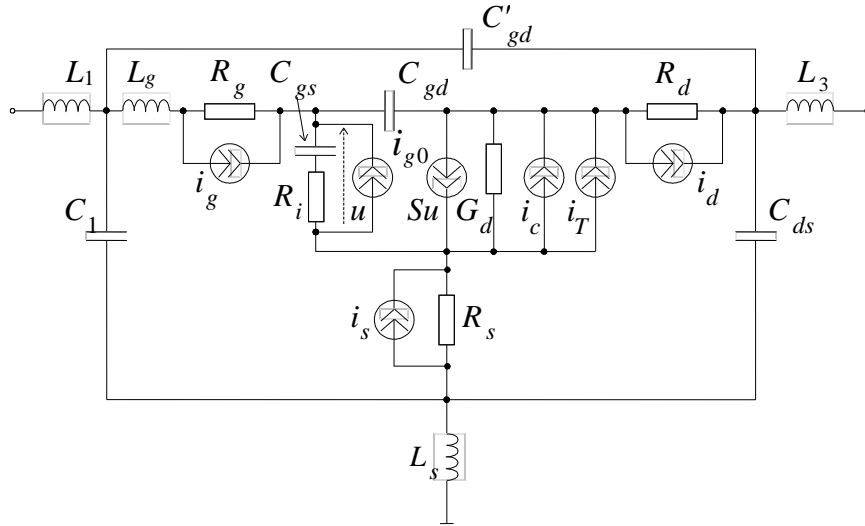 C'gd
L1 Lg Rg Cgs Cgd Rd L3
ig0
ig Ri u Su Gd ic iT id
C1 Cds
is Rs
Ls